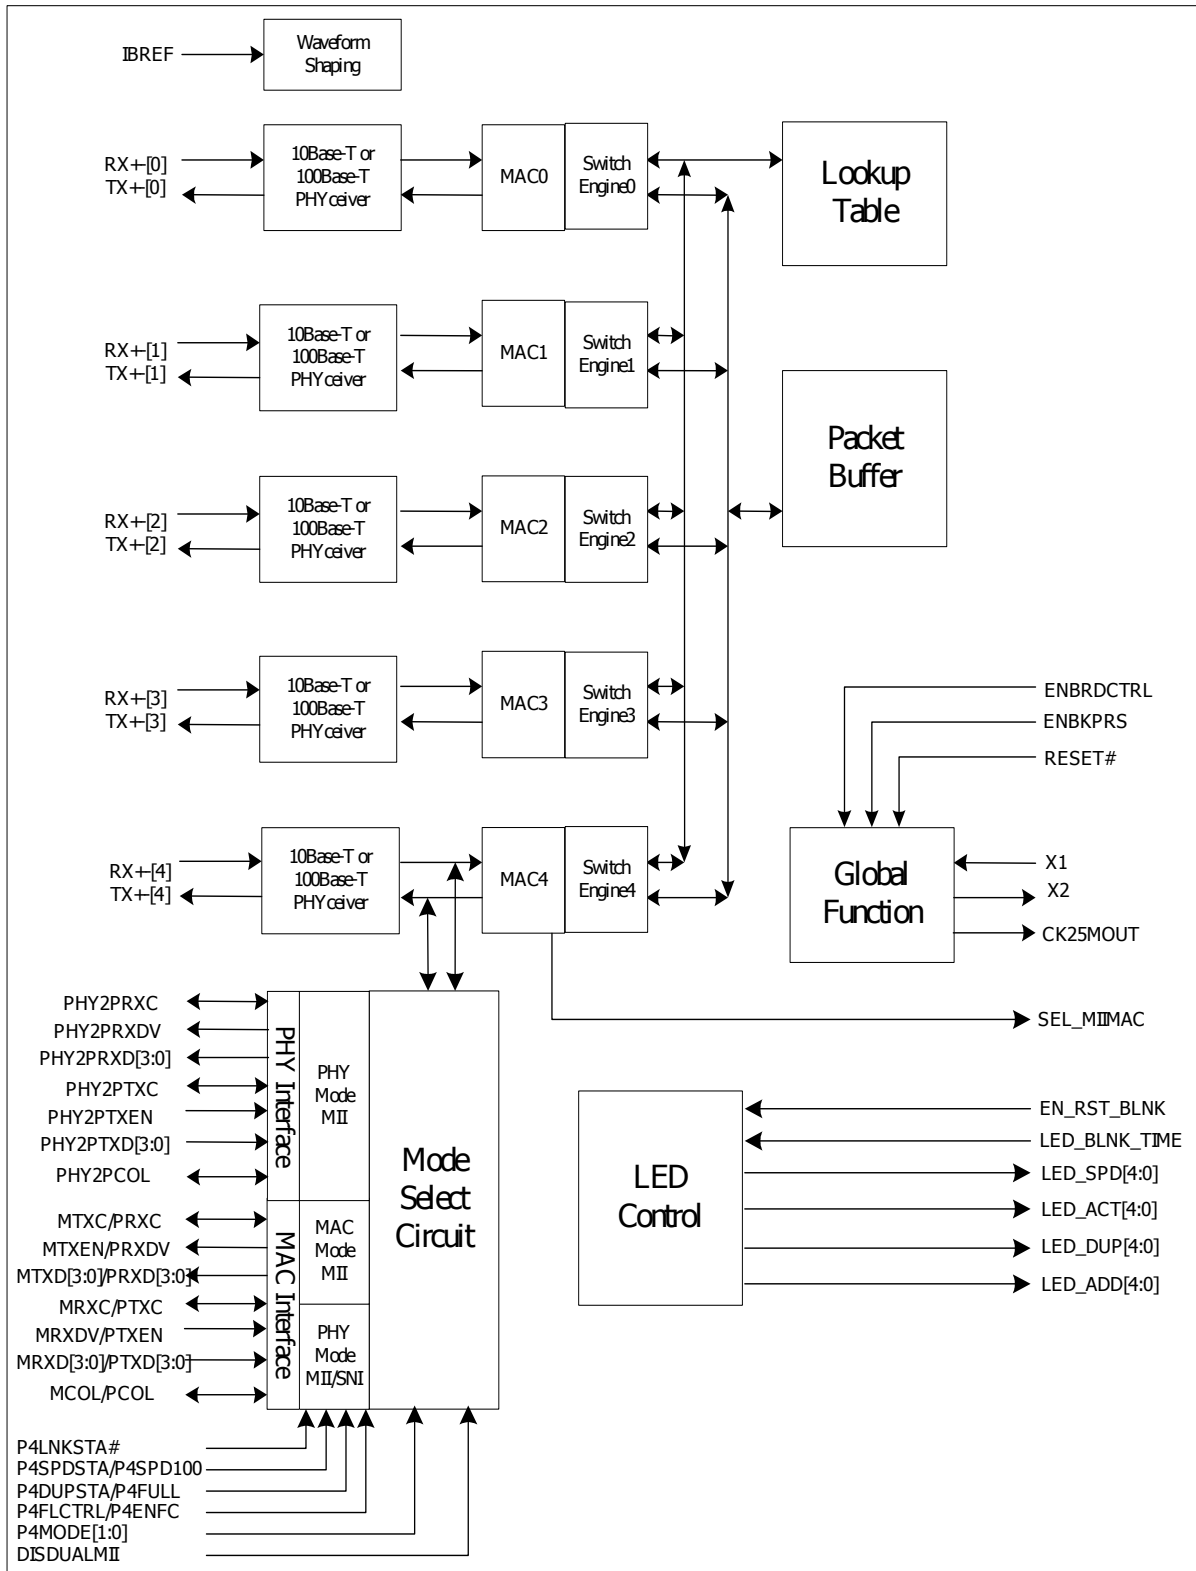 IBREF
Waveform
Shaping
RX+-[0]
TX+-[0]
10Base-T or
100Base-T
PHYceiver
MAC0
Switch
Engine0
Lookup
Table
RX+-[1]
TX+-[1]
10Base-T or
100Base-T
PHYceiver
MAC1
Switch
Engine1
Packet
Buffer
RX+-[2]
TX+-[2]
10Base-T or
100Base-T
PHYceiver
MAC2
Switch
Engine2
RX+-[3]
TX+-[3]
10Base-T or
100Base-T
PHYceiver
MAC3
Switch
Engine3
ENBRDCTRL
ENBKPRS
RESET#
RX+-[4]
TX+-[4]
10Base-T or
100Base-T
PHYceiver
MAC4
Switch
Engine4
Global
Function
X1
X2
CK25MOUT
SEL_MIIMAC
PHY2PRXC
PHY2PRXDV
PHY2PRXD[3:0]
PHY2PTXC
PHY2PTXEN
PHY2PTXD[3:0]
PHY2PCOL
PHY Interface
PHY
Mode
MII
Mode
Select
Circuit
MTXC/PRXC
MTXEN/PRXDV
MTXD[3:0]/PRXD[3:0]
MRXC/PTXC
MRXDV/PTXEN
MRXD[3:0]/PTXD[3:0]
MCOL/PCOL
MAC Interface
MAC
Mode
MII
PHY
Mode
MII/SNI
LED
Control
EN_RST_BLNK
LED_BLNK_TIME
LED_SPD[4:0]
LED_ACT[4:0]
LED_DUP[4:0]
LED_ADD[4:0]
P4LNKSTA#
P4SPDSTA/P4SPD100
P4DUPSTA/P4FULL
P4FLCTRL/P4ENFC
P4MODE[1:0]
DISDUALMII